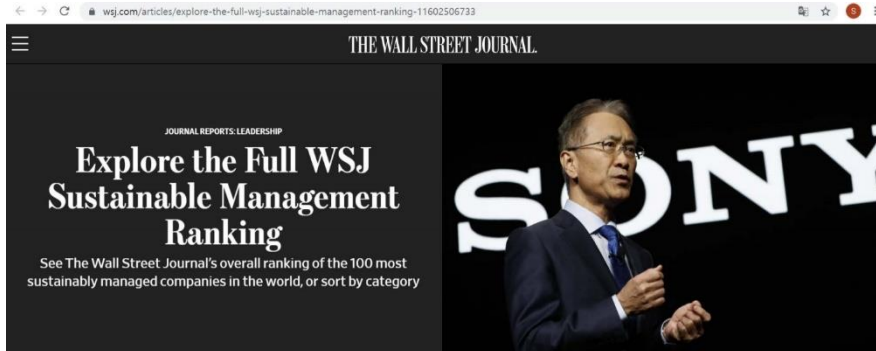 wsj.com/articles/explore-the-full-wsj-sustainable-management-ranking-11602506733
S
THE WALL STREET JOURNAL.
JOURNAL REPORTS: LEADERSHIP
Explore the Full WSJ
Sustainable Management
Ranking
See The Wall Street Journal's overall ranking of the 100 most
sustainably managed companies in the world, or sort by category
SONY